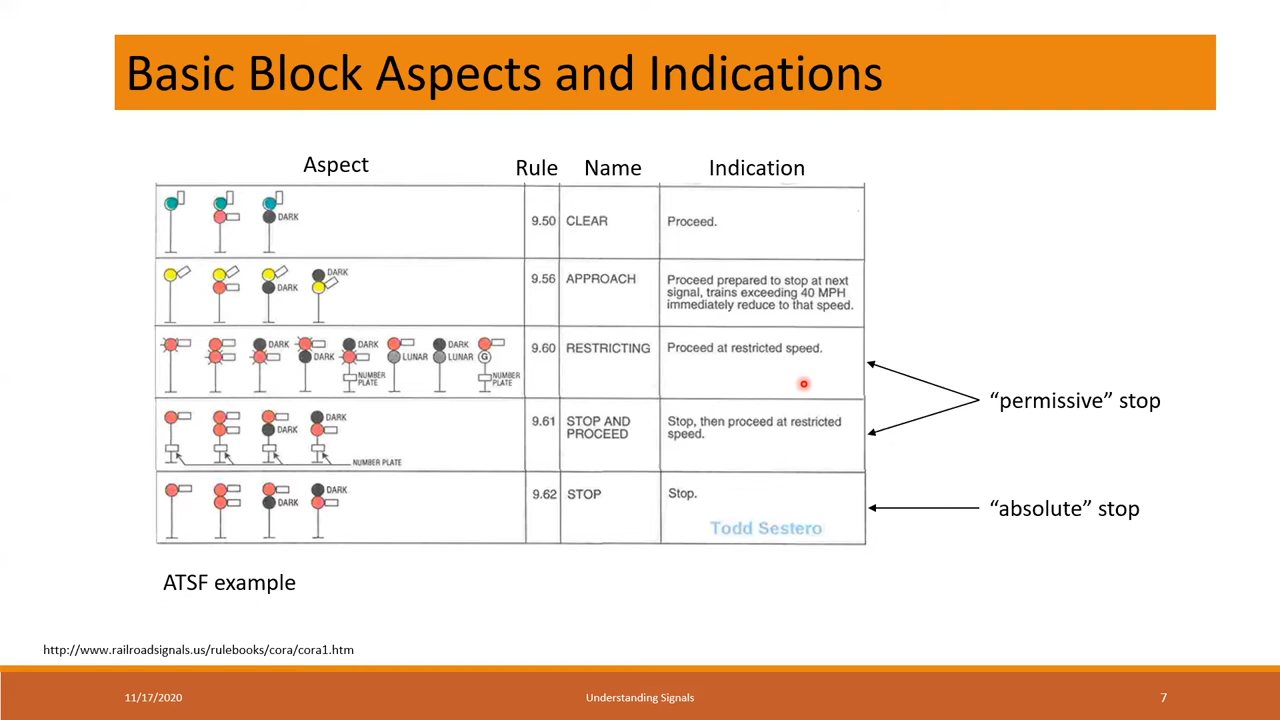 Basic Block Aspects and Indications
Aspect Rule Name Indication
DARK
9.50 CLEAR Proceed.
DARK
DARK
9.56 APPROACH Proceed prepared to stop at next
signal, trains exceeding 40 MPH
immediately reduce to that speed.
DARK DARK DARK
DARK LUNAR LUNAR G
NUMBER
PLATE
NUMBER
PLATE
9.60 RESTRICTING Proceed at restricted speed.
DARK
DARK
NUMBER PLATE
9.61 STOP AND
PROCEED
Stop, then proceed at restricted
speed.
"permissive" stop
DARK
DARK
9.62 STOP Stop.
Todd Sestero
"absolute" stop
ATSF example
http://www.railroadsignals.us/rulebooks/cora/cora1.htm
11/17/2020 Understanding Signals 7